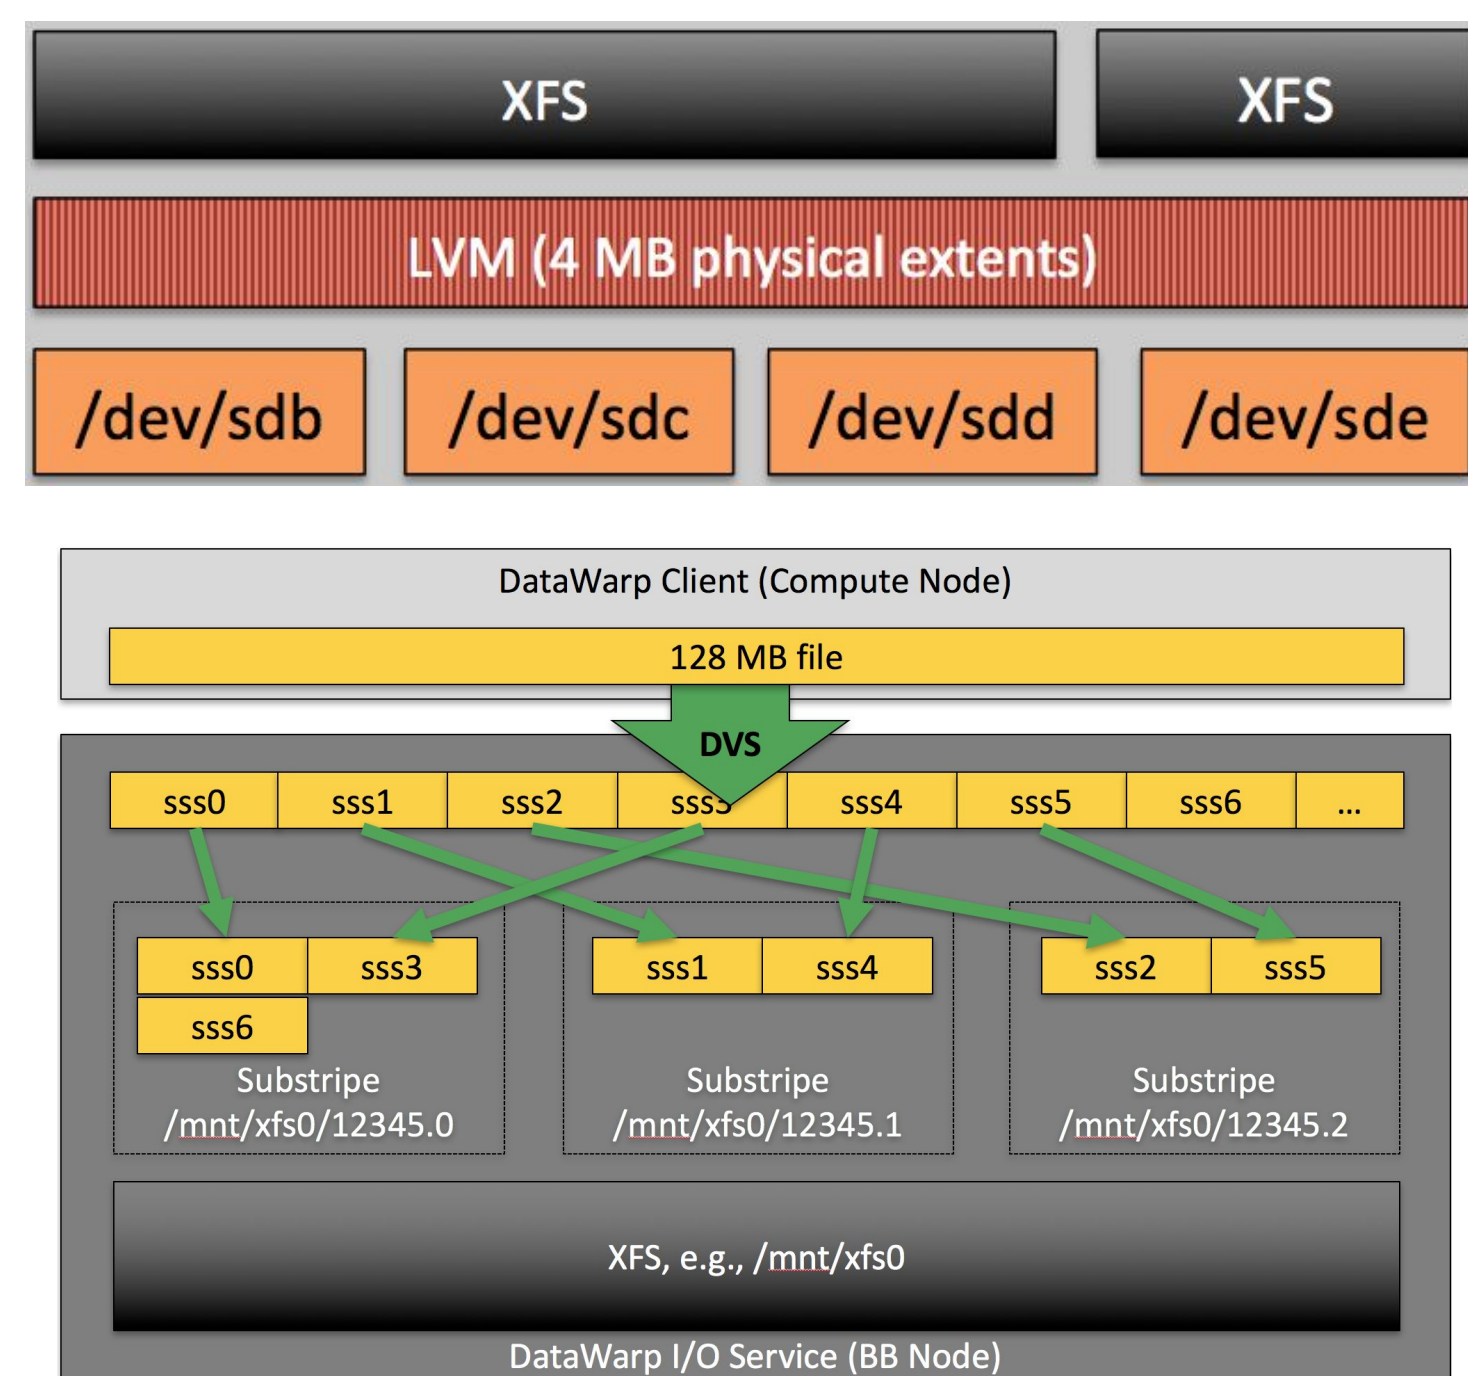 XFS XFS
LVM (4 MB physical extents)
/dev/sdb /dev/sdc /dev/sdd /dev/sde
DataWarp Client (Compute Node)
128 MB file
DVS
sss0 sss1 sss2 sss3 sss4 sss5 sss6 ...
sss0 sss3 sss1 sss4 sss2 sss5
sss6
Substripe Substripe Substripe
/mnt/xfs0/12345.0 /mnt/xfs0/12345.1 /mnt/xfs0/12345.2
XFS, e.g., /mnt/xfs0
DataWarp I/O Service (BB Node)